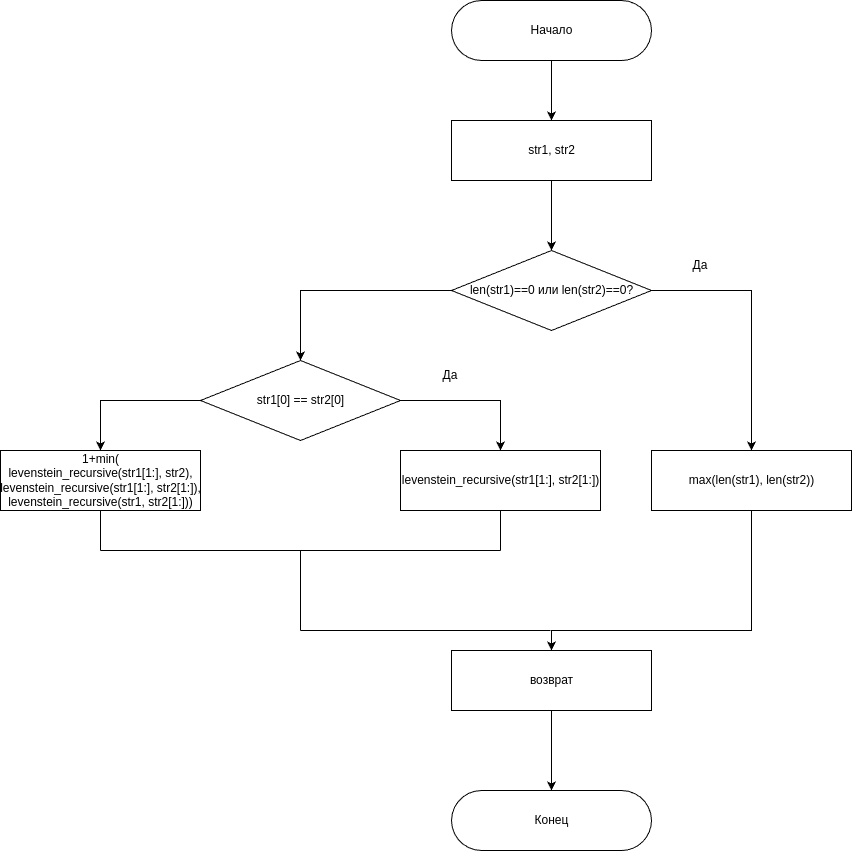 Начало
str1, str2
Да
len(str1)==0 или len(str2)==0?
Да
str1[0] == str2[0]
1+min(
levenstein_recursive(str1[1:], str2),
levenstein_recursive(str1[1:], str2[1:]),
levenstein_recursive(str1, str2[1:]))
levenstein_recursive(str1[1:], str2[1:])
max(len(str1), len(str2))
возврат
Конец